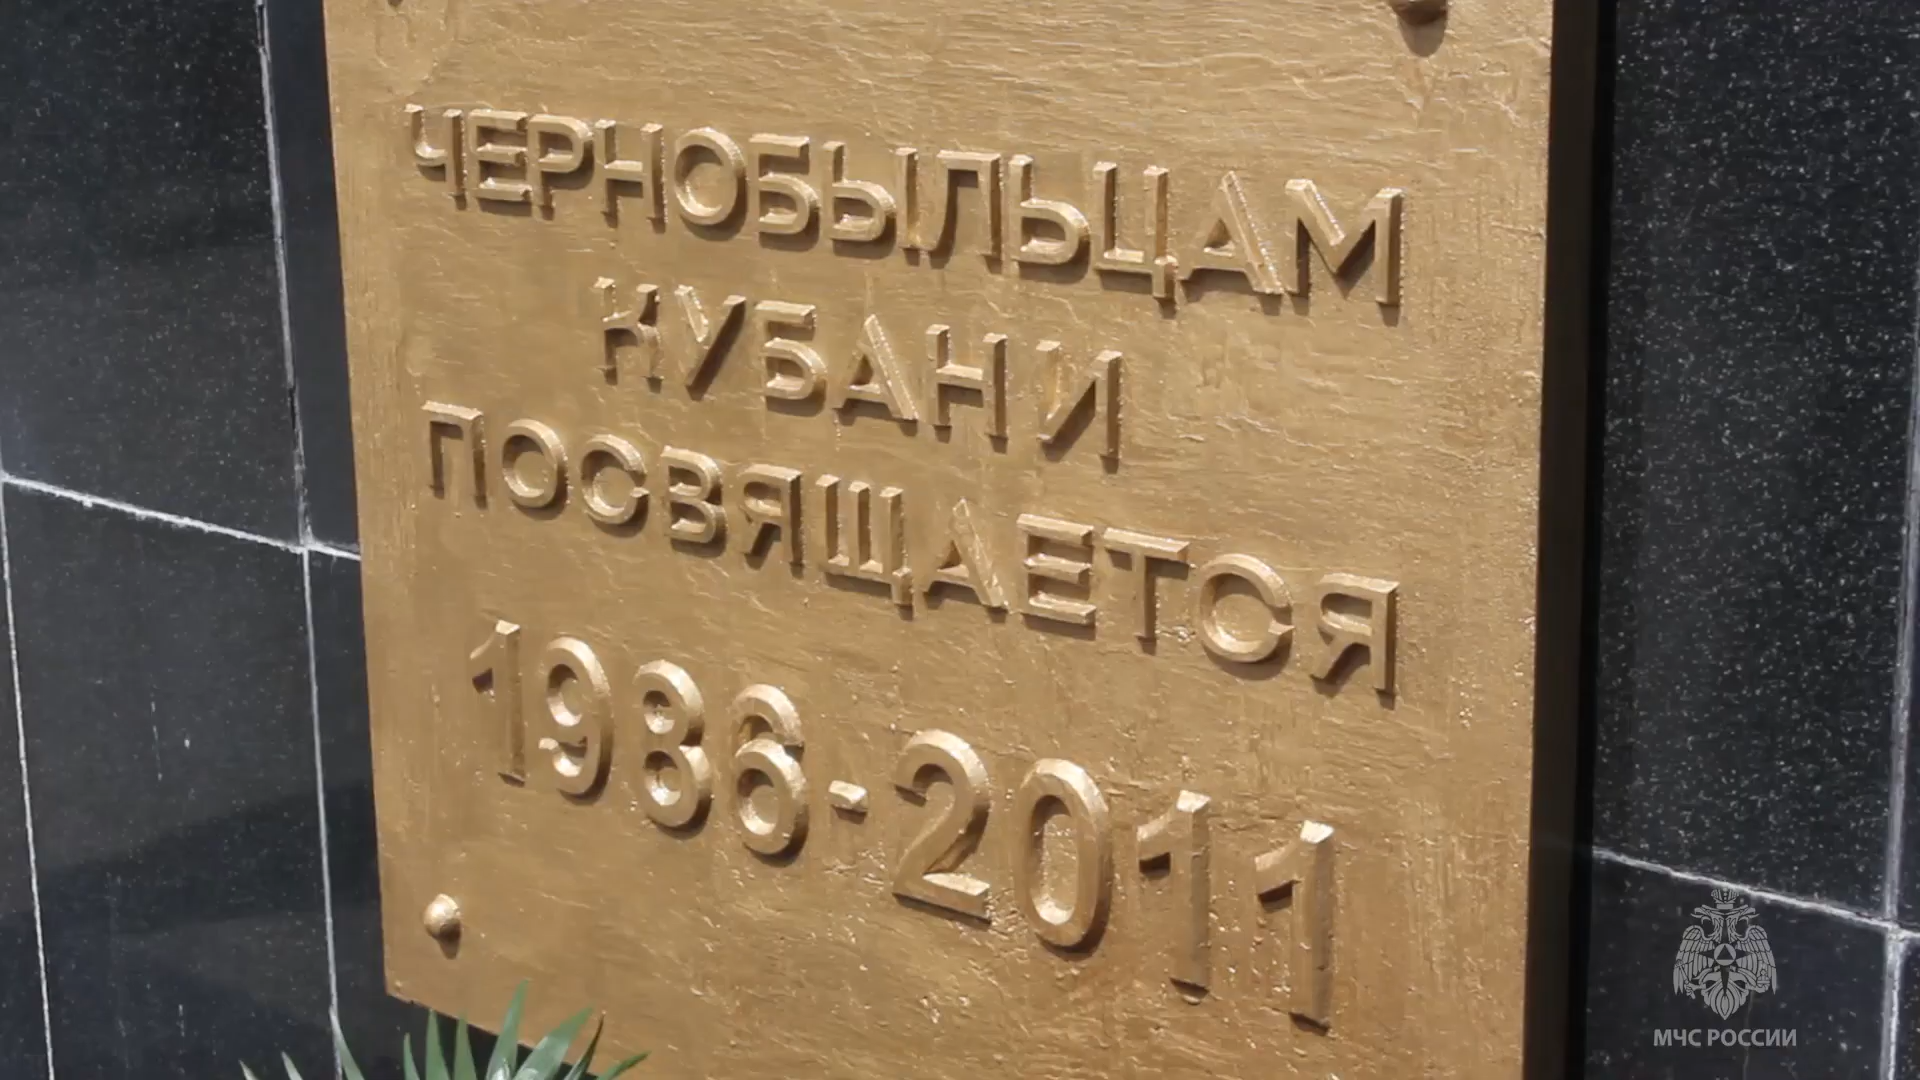 ЧЕРНОБЫЛЬЦАМ
КУБАНИ
ПОСВЯЩАЕТСЯ
1986-2011
МЧС РОССИИ